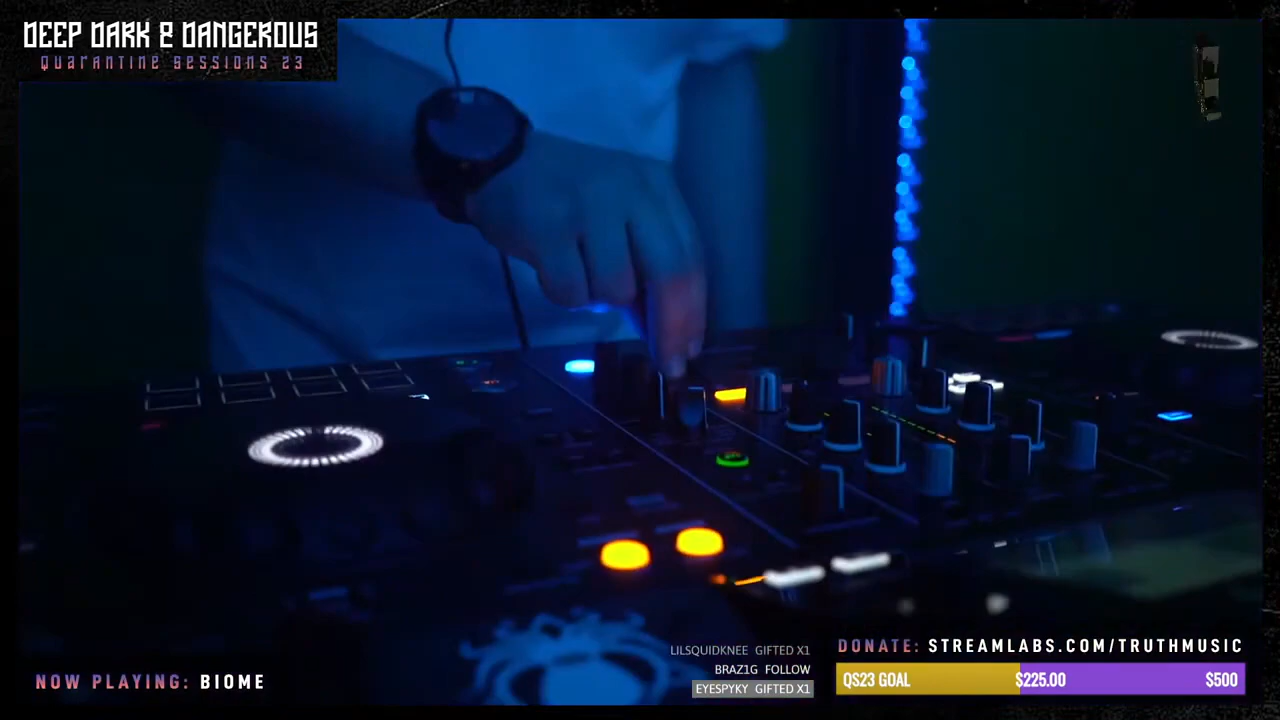 DEEP DARK & DANGEROUS
QUARANTINE SESSIONS 23
LILSQUIDKNEE GIFTED X1
BRAZ1G FOLLOW
EYESPYKY GIFTED X1
NOW PLAYING: BIOME
DONATE: STREAMLABS.COM/TRUTHMUSIC
QS23 GOAL $225.00 $500